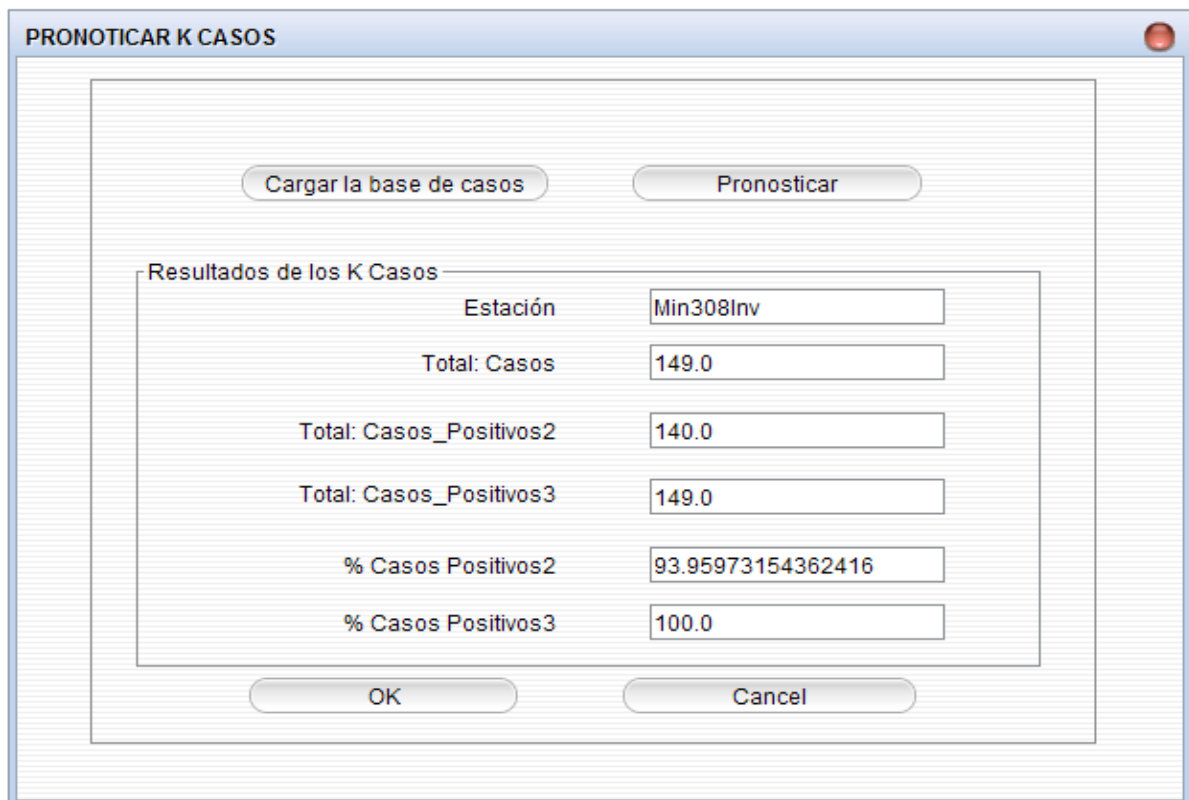 PRONOTICAR K CASOS
Cargar la base de casos Pronosticar
Resultados de los K Casos
Estación Min308Inv
Total: Casos 149.0
Total: Casos_Positivos2 140.0
Total: Casos_Positivos3 149.0
% Casos Positivos2 93.95973154362416
% Casos Positivos3 100.0
OK Cancel